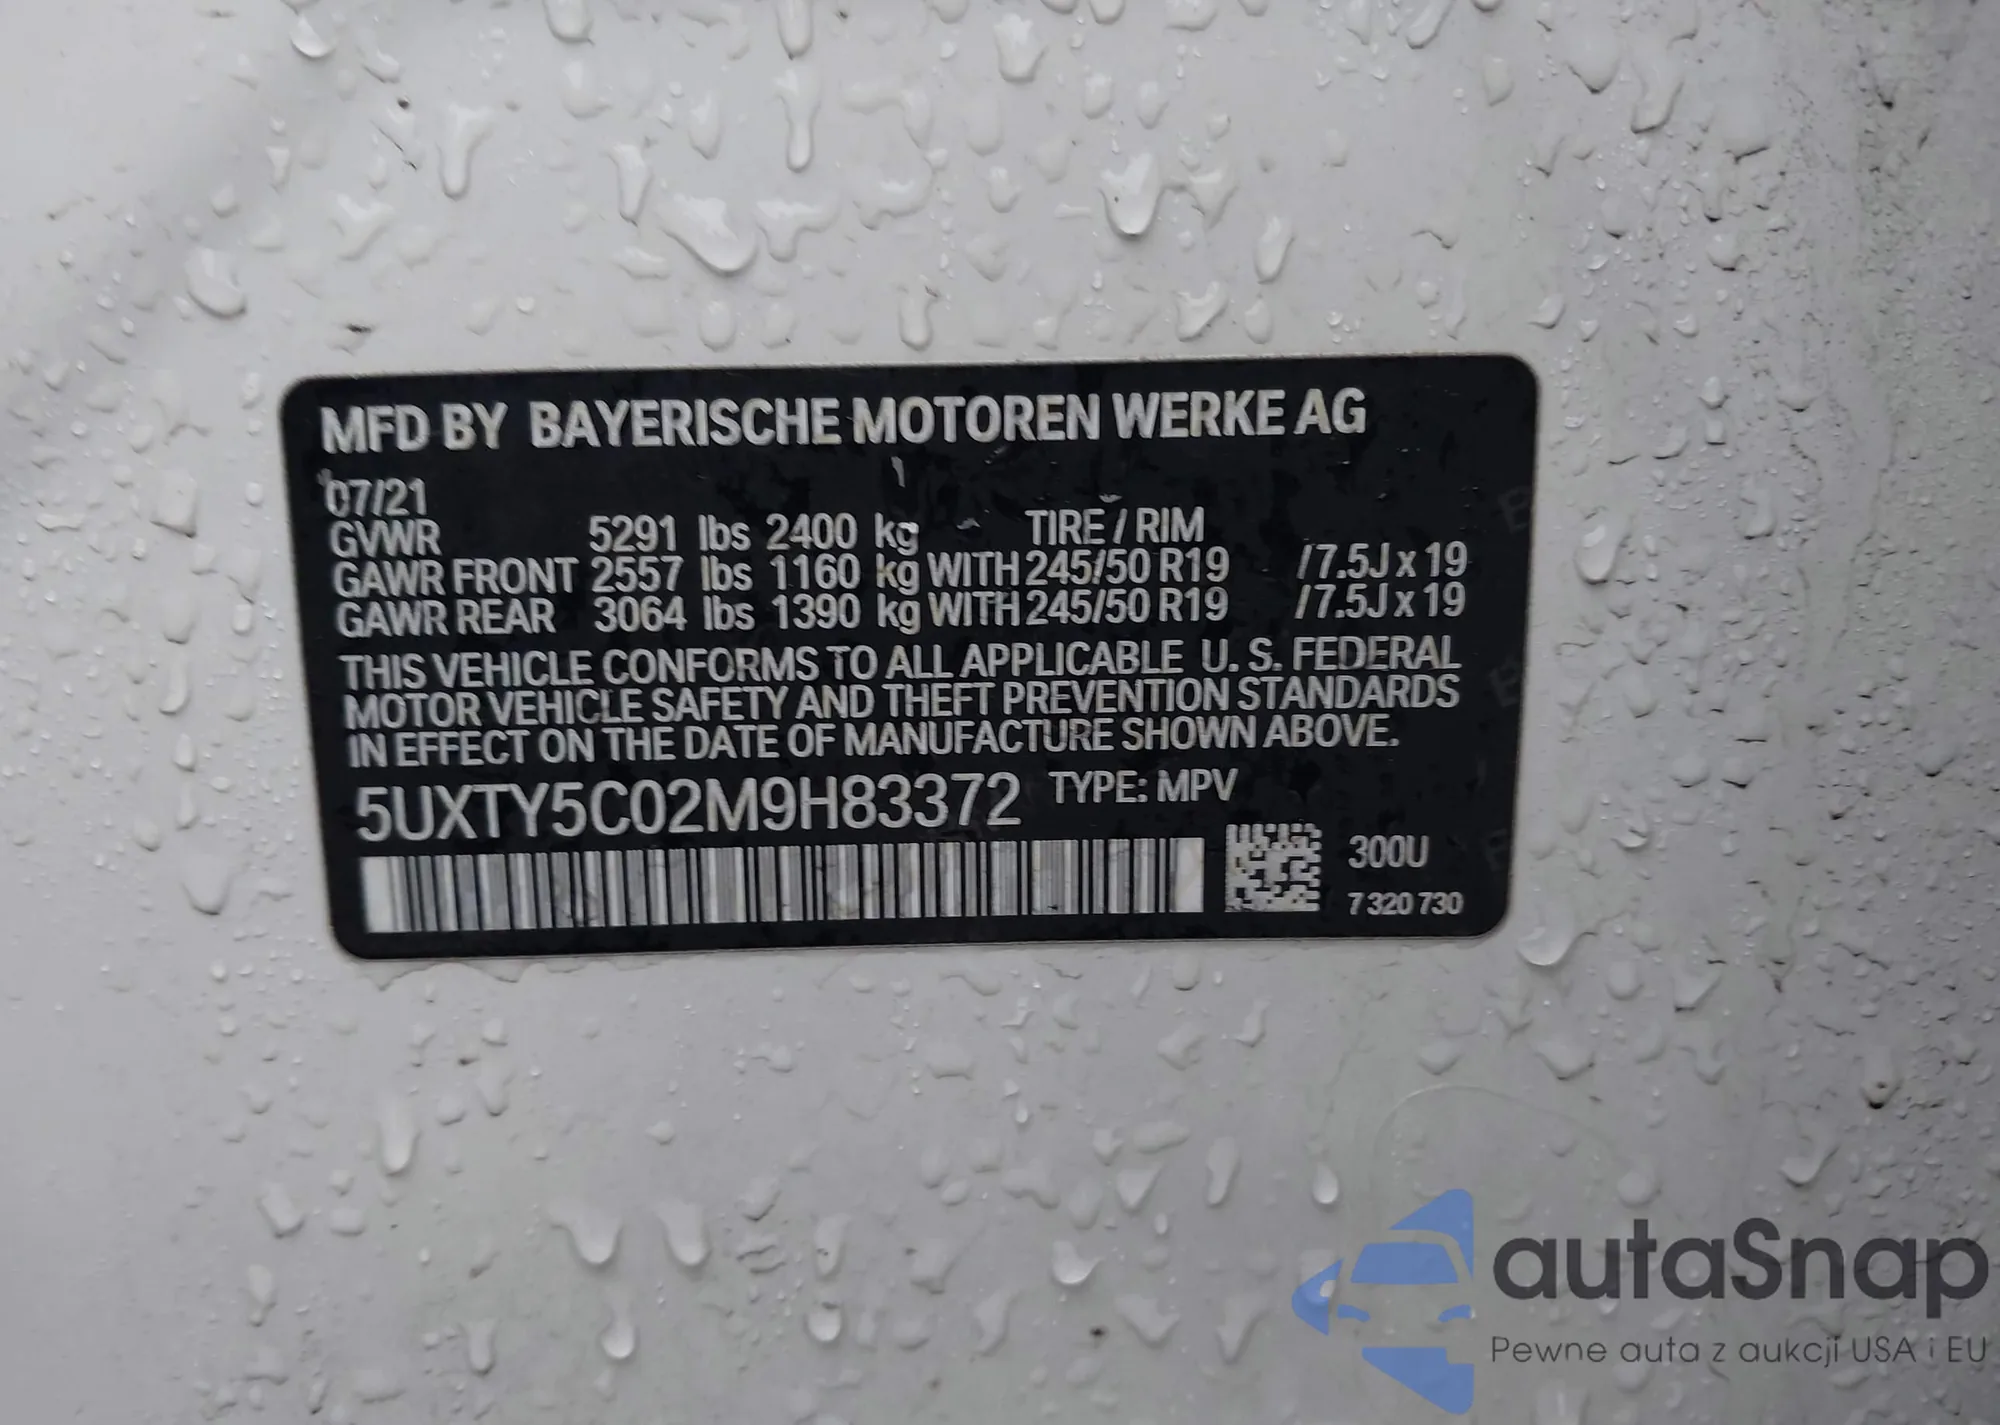 MFD BY BAYERISCHE MOTOREN WERKE AG
07/21
GVWR 5291 lbs 2400 kg TIRE / RIM
GAWR FRONT 2557 lbs 1160 kg WITH 245/50 R19 /7.5J x 19
GAWR REAR 3064 lbs 1390 kg WITH 245/50 R19 /7.5J x 19
THIS VEHICLE CONFORMS TO ALL APPLICABLE U. S. FEDERAL
MOTOR VEHICLE SAFETY AND THEFT PREVENTION STANDARDS
IN EFFECT ON THE DATE OF MANUFACTURE SHOWN ABOVE.
5UXTY5C02M9H83372 TYPE: MPV
300U
7 320 730
autaSnap
Pewne auta z aukcji USA i EU